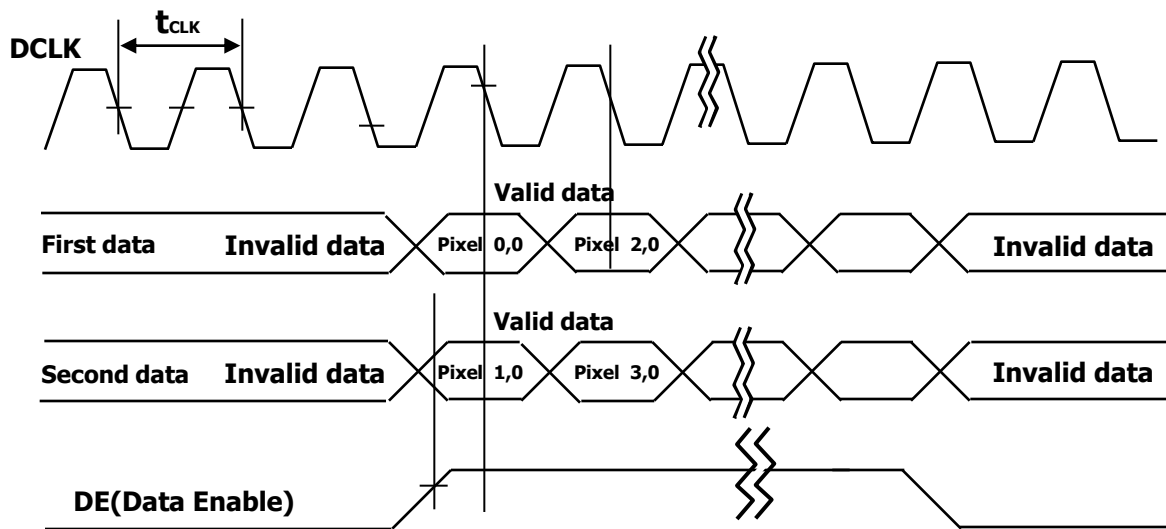 tCLK
DCLK
Valid data
First data Invalid data Pixel 0,0 Pixel 2,0 Invalid data
Valid data
Second data Invalid data Pixel 1,0 Pixel 3,0 Invalid data
DE(Data Enable)